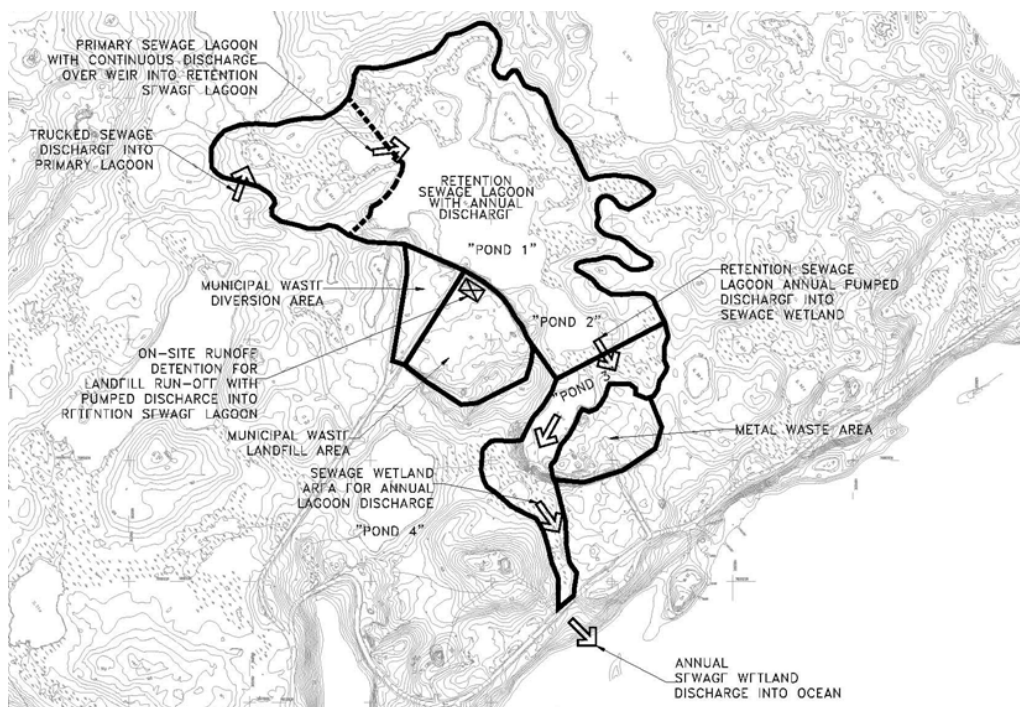 PRIMARY SEWAGE LAGOON
WITH CONTINUOUS DISCHARGE
OVER WEIR INTO RETENTION
SEWAGE LAGOON
TRUCKED SEWAGE
DISCHARGE INTO
PRIMARY LAGOON
RETENTION
SEWAGE LAGOON
WITH ANNUAL
DISCHARGE
"POND 1"
MUNICIPAL WASTE
DIVERSION AREA
RETENTION SEWAGE
LAGOON ANNUAL PUMPED
DISCHARGE INTO
SEWAGE WETLAND
"POND 2"
ON-SITE RUNOFF
DETENTION FOR
LANDFILL RUN-OFF WITH
PUMPED DISCHARGE INTO
RETENTION SEWAGE LAGOON
"POND 3
MUNICIPAL WASTE
LANDFILL AREA
METAL WASTE AREA
SEWAGE WETLAND
AREA FOR ANNUAL
LAGOON DISCHARGE
"POND 4"
ANNUAL
SEWAGE WETLAND
DISCHARGE INTO OCEAN